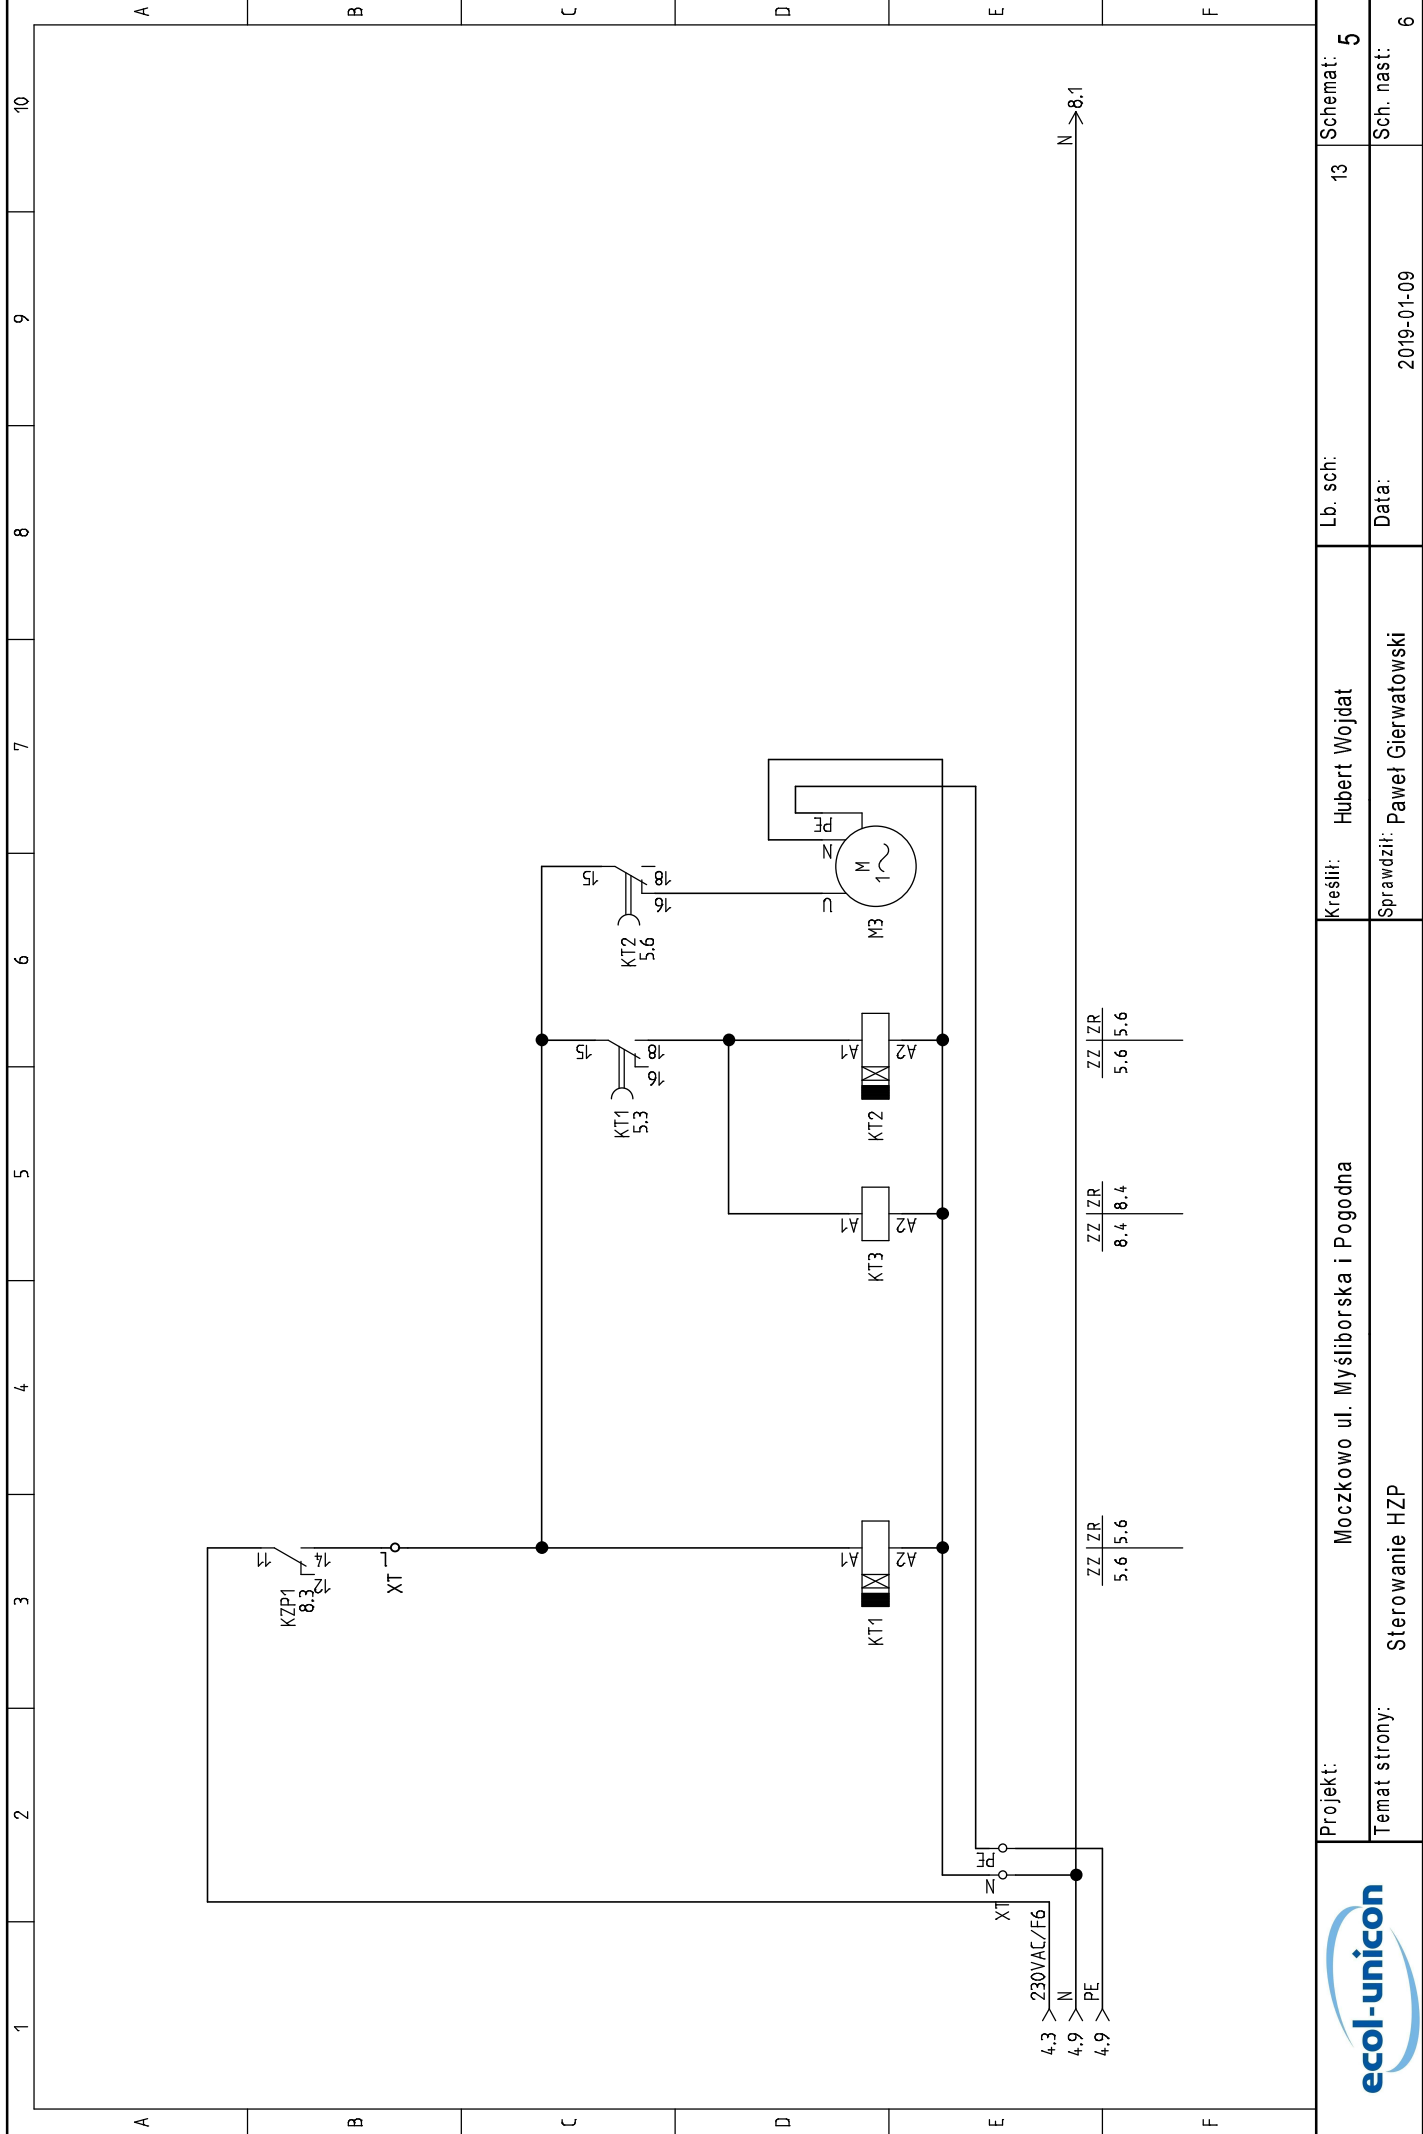 1 2 3 4 5 6 7 8 9 10
A A
B B
C C
D D
E E
F F
KZP1
8.3
11
12 14
XT L
KT1
5.3
15
16 18
KT2
5.6
15
16 18
KT1
A1
A2
KT3
A1
A2
KT2
A1
A2
M3
U N PE
M
1~
XT N PE
4.3 230VAC/F6
4.9 N
4.9 PE
N 8.1
ZZ ZR
5.6 5.6
ZZ ZR
8.4 8.4
ZZ ZR
5.6 5.6
ecol-unicon
Projekt: Moczkowo ul. Myśliborska i Pogodna
Temat strony: Sterowanie HZP
Kreślił: Hubert Wojdat
Sprawdził: Paweł Gierwatowski
Lb. sch: 13
Data: 2019-01-09
Schemat: 5
Sch. nast: 6